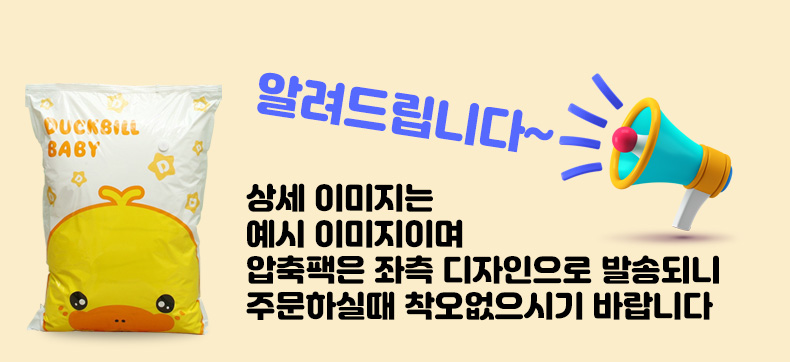 알려드립니다~
DUCKBILL
BABY
상세 이미지는
예시 이미지이며
압축팩은 좌측 디자인으로 발송되니
주문하실때 착오없으시기 바랍니다